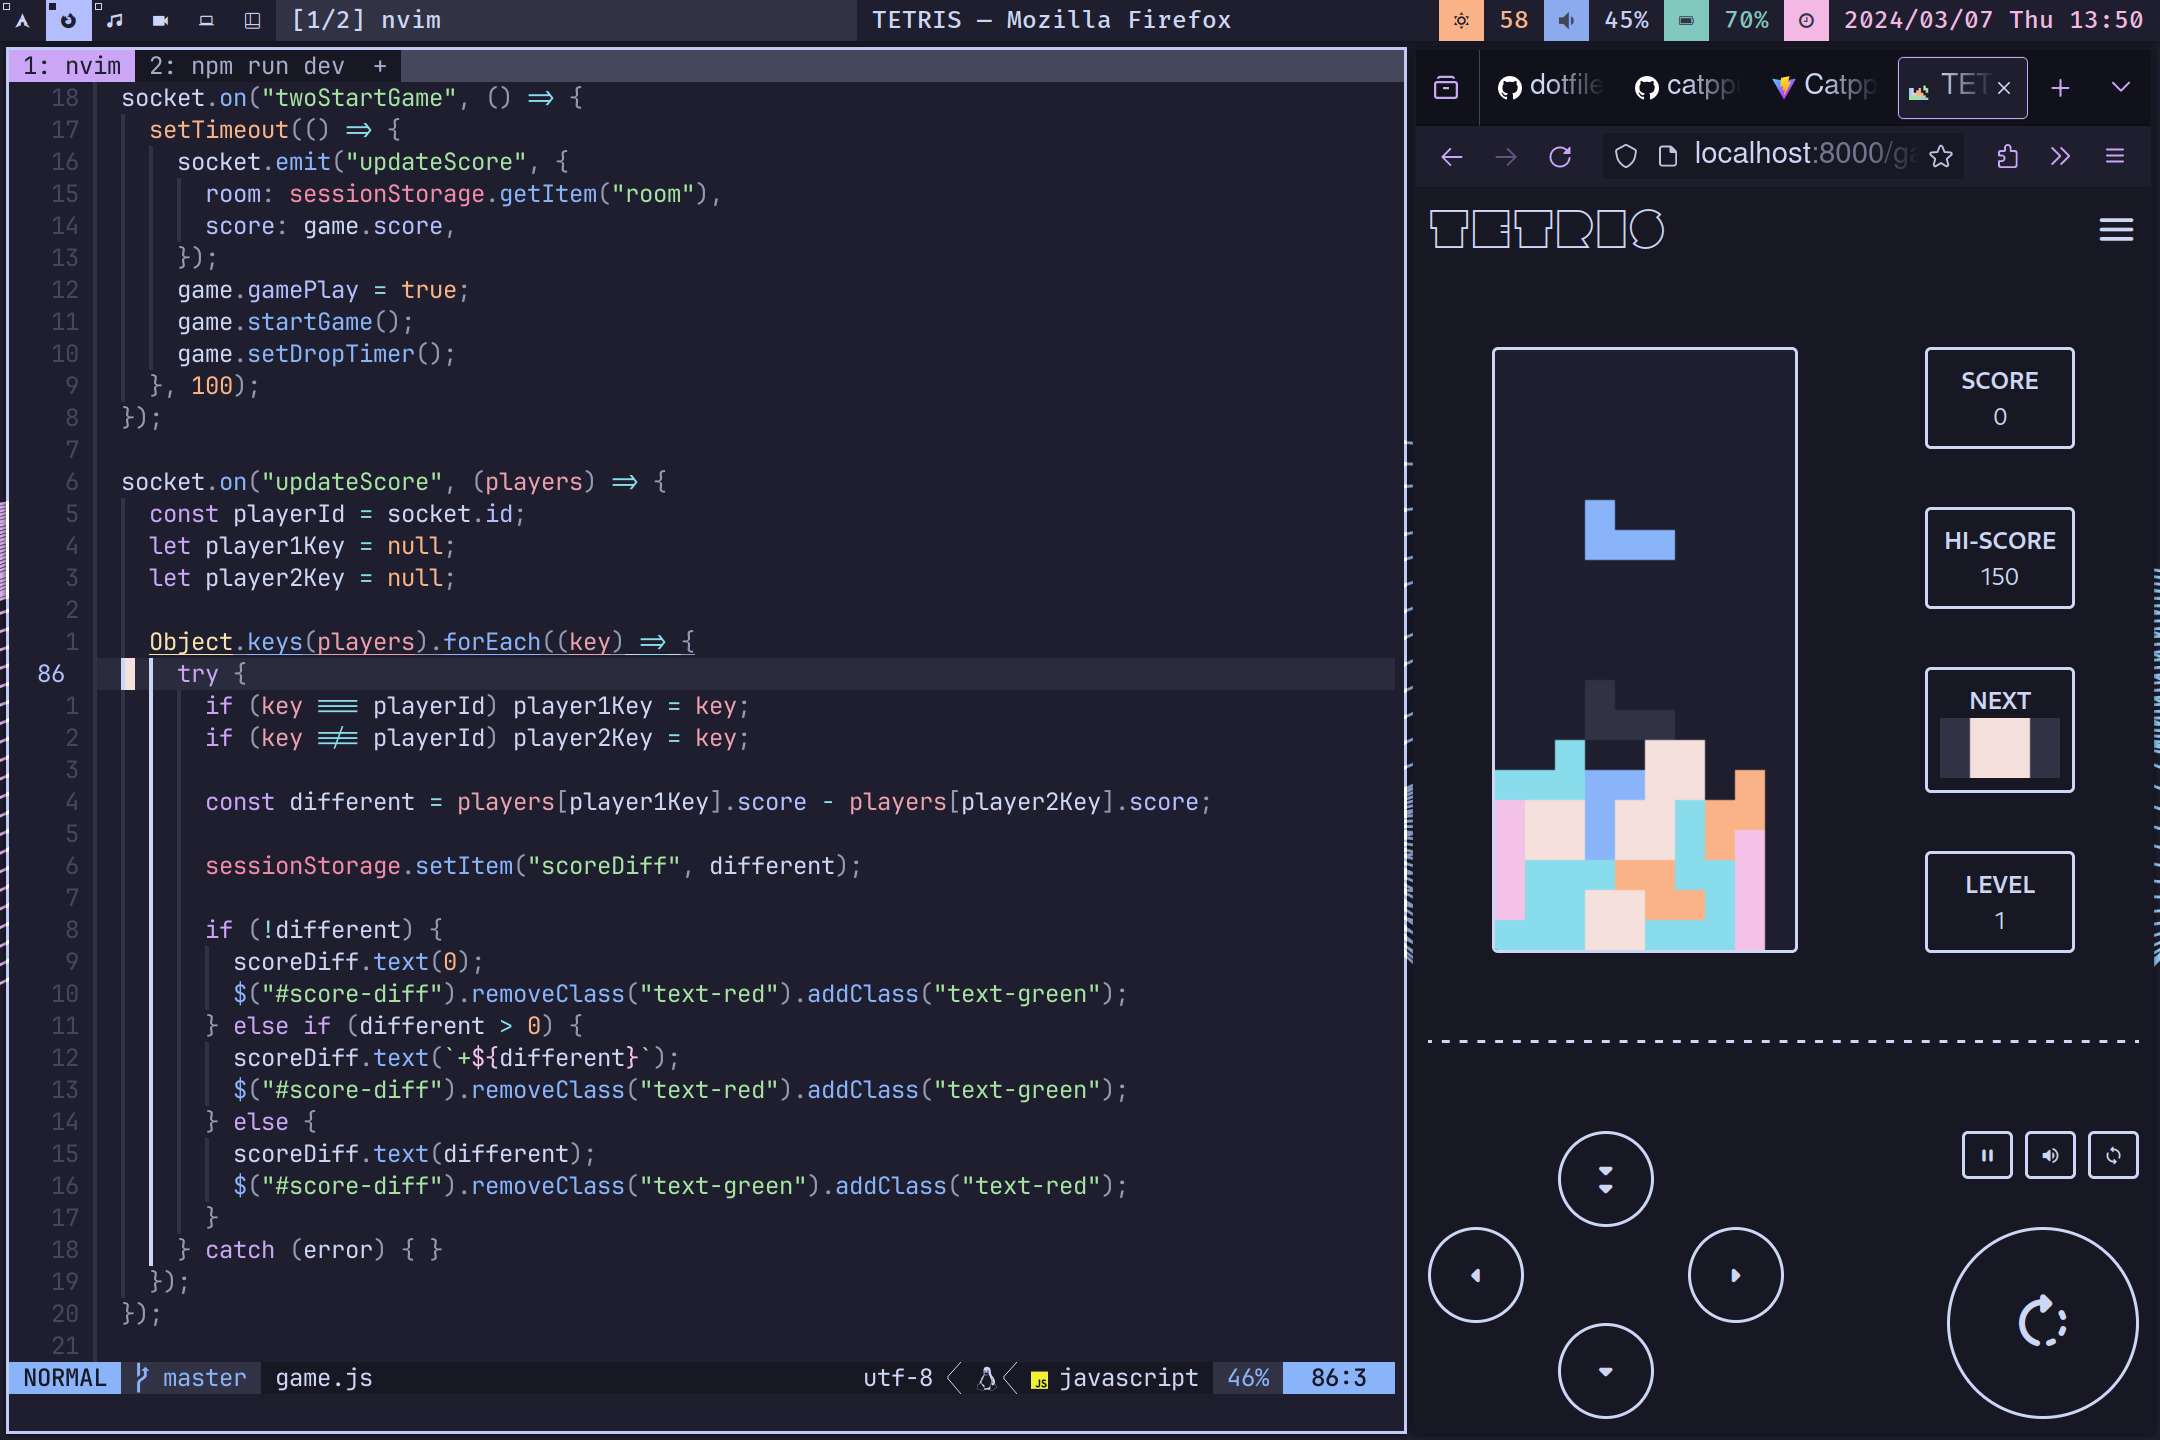 [1/2] nvim
TETRIS — Mozilla Firefox
58
45%
70%
2024/03/07 Thu 13:50
1: nvim 2: npm run dev +
18 socket.on("twoStartGame", () => {
17 setTimeout(() => {
16 socket.emit("updateScore", {
15 room: sessionStorage.getItem("room"),
14 score: game.score,
13 });
12 game.gamePlay = true;
11 game.startGame();
10 game.setDropTimer();
9 }, 100);
8 });
7
6 socket.on("updateScore", (players) => {
5 const playerId = socket.id;
4 let player1Key = null;
3 let player2Key = null;
2
1 Object.keys(players).forEach((key) => {
86 try {
1 if (key === playerId) player1Key = key;
2 if (key !== playerId) player2Key = key;
3
4 const different = players[player1Key].score - players[player2Key].score;
5
6 sessionStorage.setItem("scoreDiff", different);
7
8 if (!different) {
9 scoreDiff.text(0);
10 $("#score-diff").removeClass("text-red").addClass("text-green");
11 } else if (different > 0) {
12 scoreDiff.text(`+${different}`);
13 $("#score-diff").removeClass("text-red").addClass("text-green");
14 } else {
15 scoreDiff.text(different);
16 $("#score-diff").removeClass("text-green").addClass("text-red");
17 }
18 } catch (error) { }
19 });
20 });
21
NORMAL master game.js utf-8 JS javascript 46% 86:3
dotfile catpp Catpp TET
localhost:8000/ga
TETRIS
SCORE
0
HI-SCORE
150
NEXT
LEVEL
1